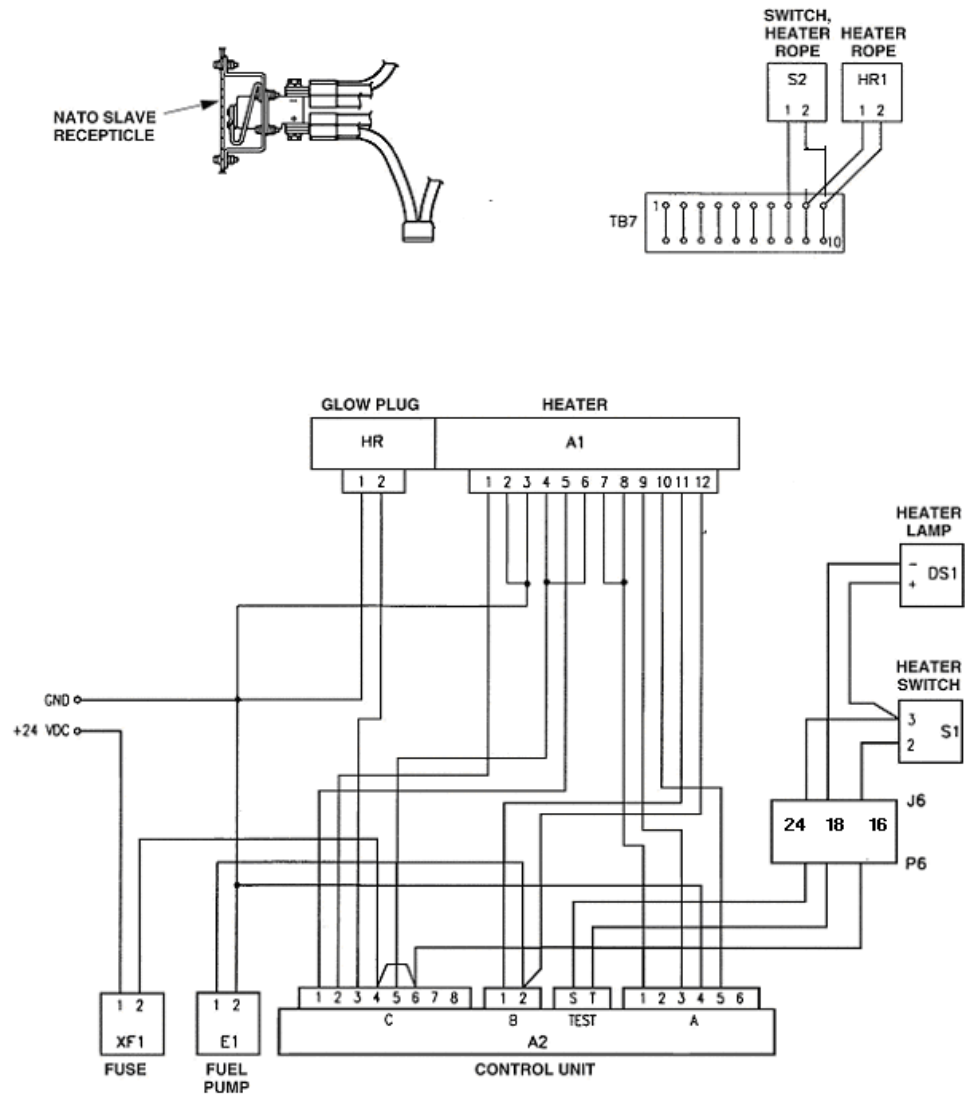 SWITCH,
HEATER
ROPE
HEATER
ROPE
S2
HR1
1 2
1 2
NATO SLAVE
RECEPTICLE
-
+
TB7
1
10
GLOW PLUG
HEATER
HR
A1
1 2
1 2 3 4 5 6 7 8 9 10 11 12
HEATER
LAMP
-
+
DS1
HEATER
SWITCH
3
2
S1
GND
+24 VDC
J6
24 18 16
P6
1 2
XF1
FUSE
1 2
E1
FUEL
PUMP
1 2 3 4 5 6 7 8
C
1 2
B
S T
TEST
1 2 3 4 5 6
A
A2
CONTROL UNIT